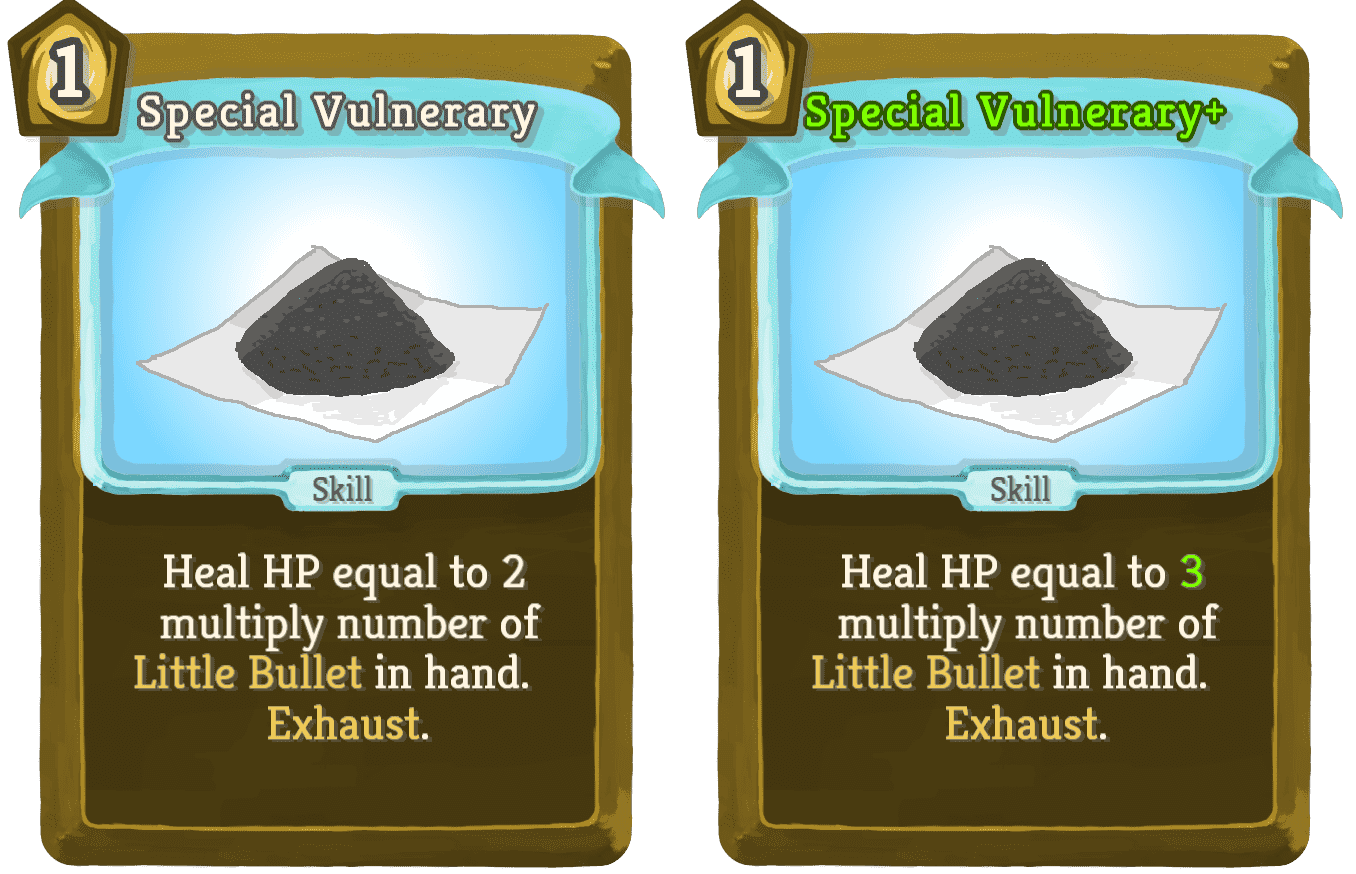 1
Special Vulnerary
Skill
Heal HP equal to 2
multiply number of
Little Bullet in hand.
Exhaust.
1
Special Vulnerary+
Skill
Heal HP equal to 3
multiply number of
Little Bullet in hand.
Exhaust.